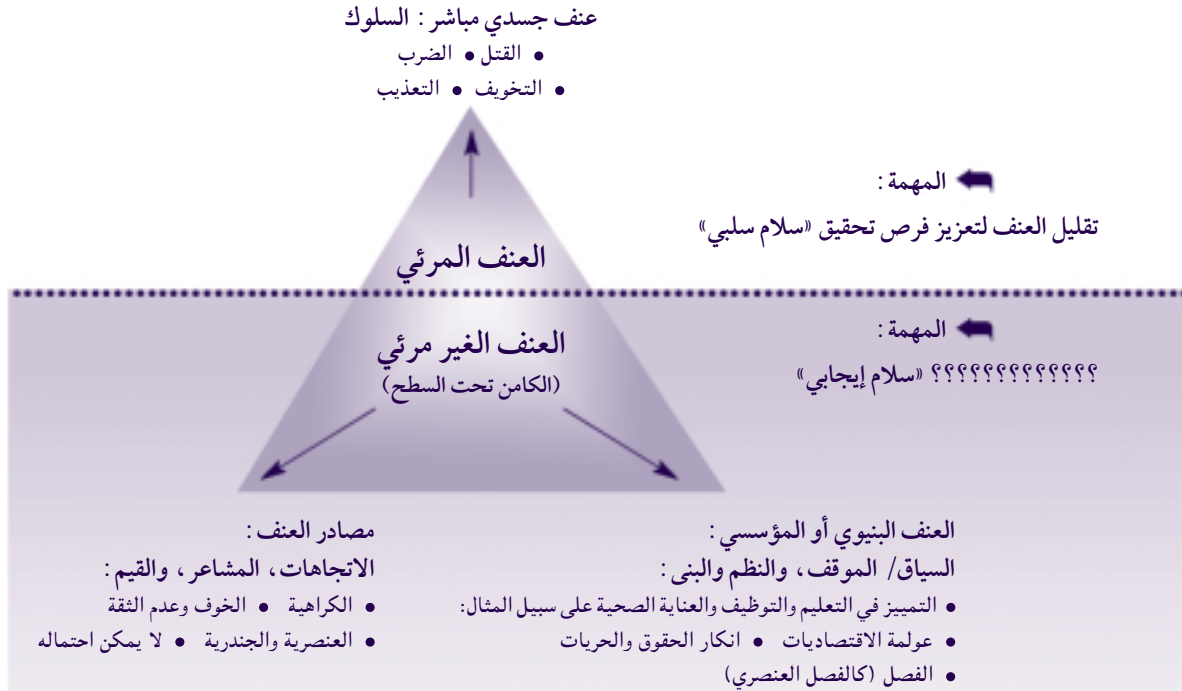 عنف جسدي مباشر : السلوك
• القتل • الضرب
• التخويف • التعذيب
المهمة :
تقليل العنف لتعزيز فرص تحقيق «سلام سلبي»
العنف المرئي
العنف الغير مرئي
(الكامن تحت السطح)
المهمة :
؟؟؟؟؟؟؟؟؟؟؟؟؟ «سلام إيجابي»
العنف البنيوي أو المؤسسي :
السياق/ الموقف، والنظم والبنى :
• التمييز في التعليم والتوظيف والعناية الصحية على سبيل المثال:
• عولمة الاقتصاديات • انكار الحقوق والحريات
• الفصل (كالفصل العنصري)
مصادر العنف :
الاتجاهات، المشاعر، والقيم :
• الكراهية • الخوف وعدم الثقة
• العنصرية والجندرية • لا يمكن احتماله